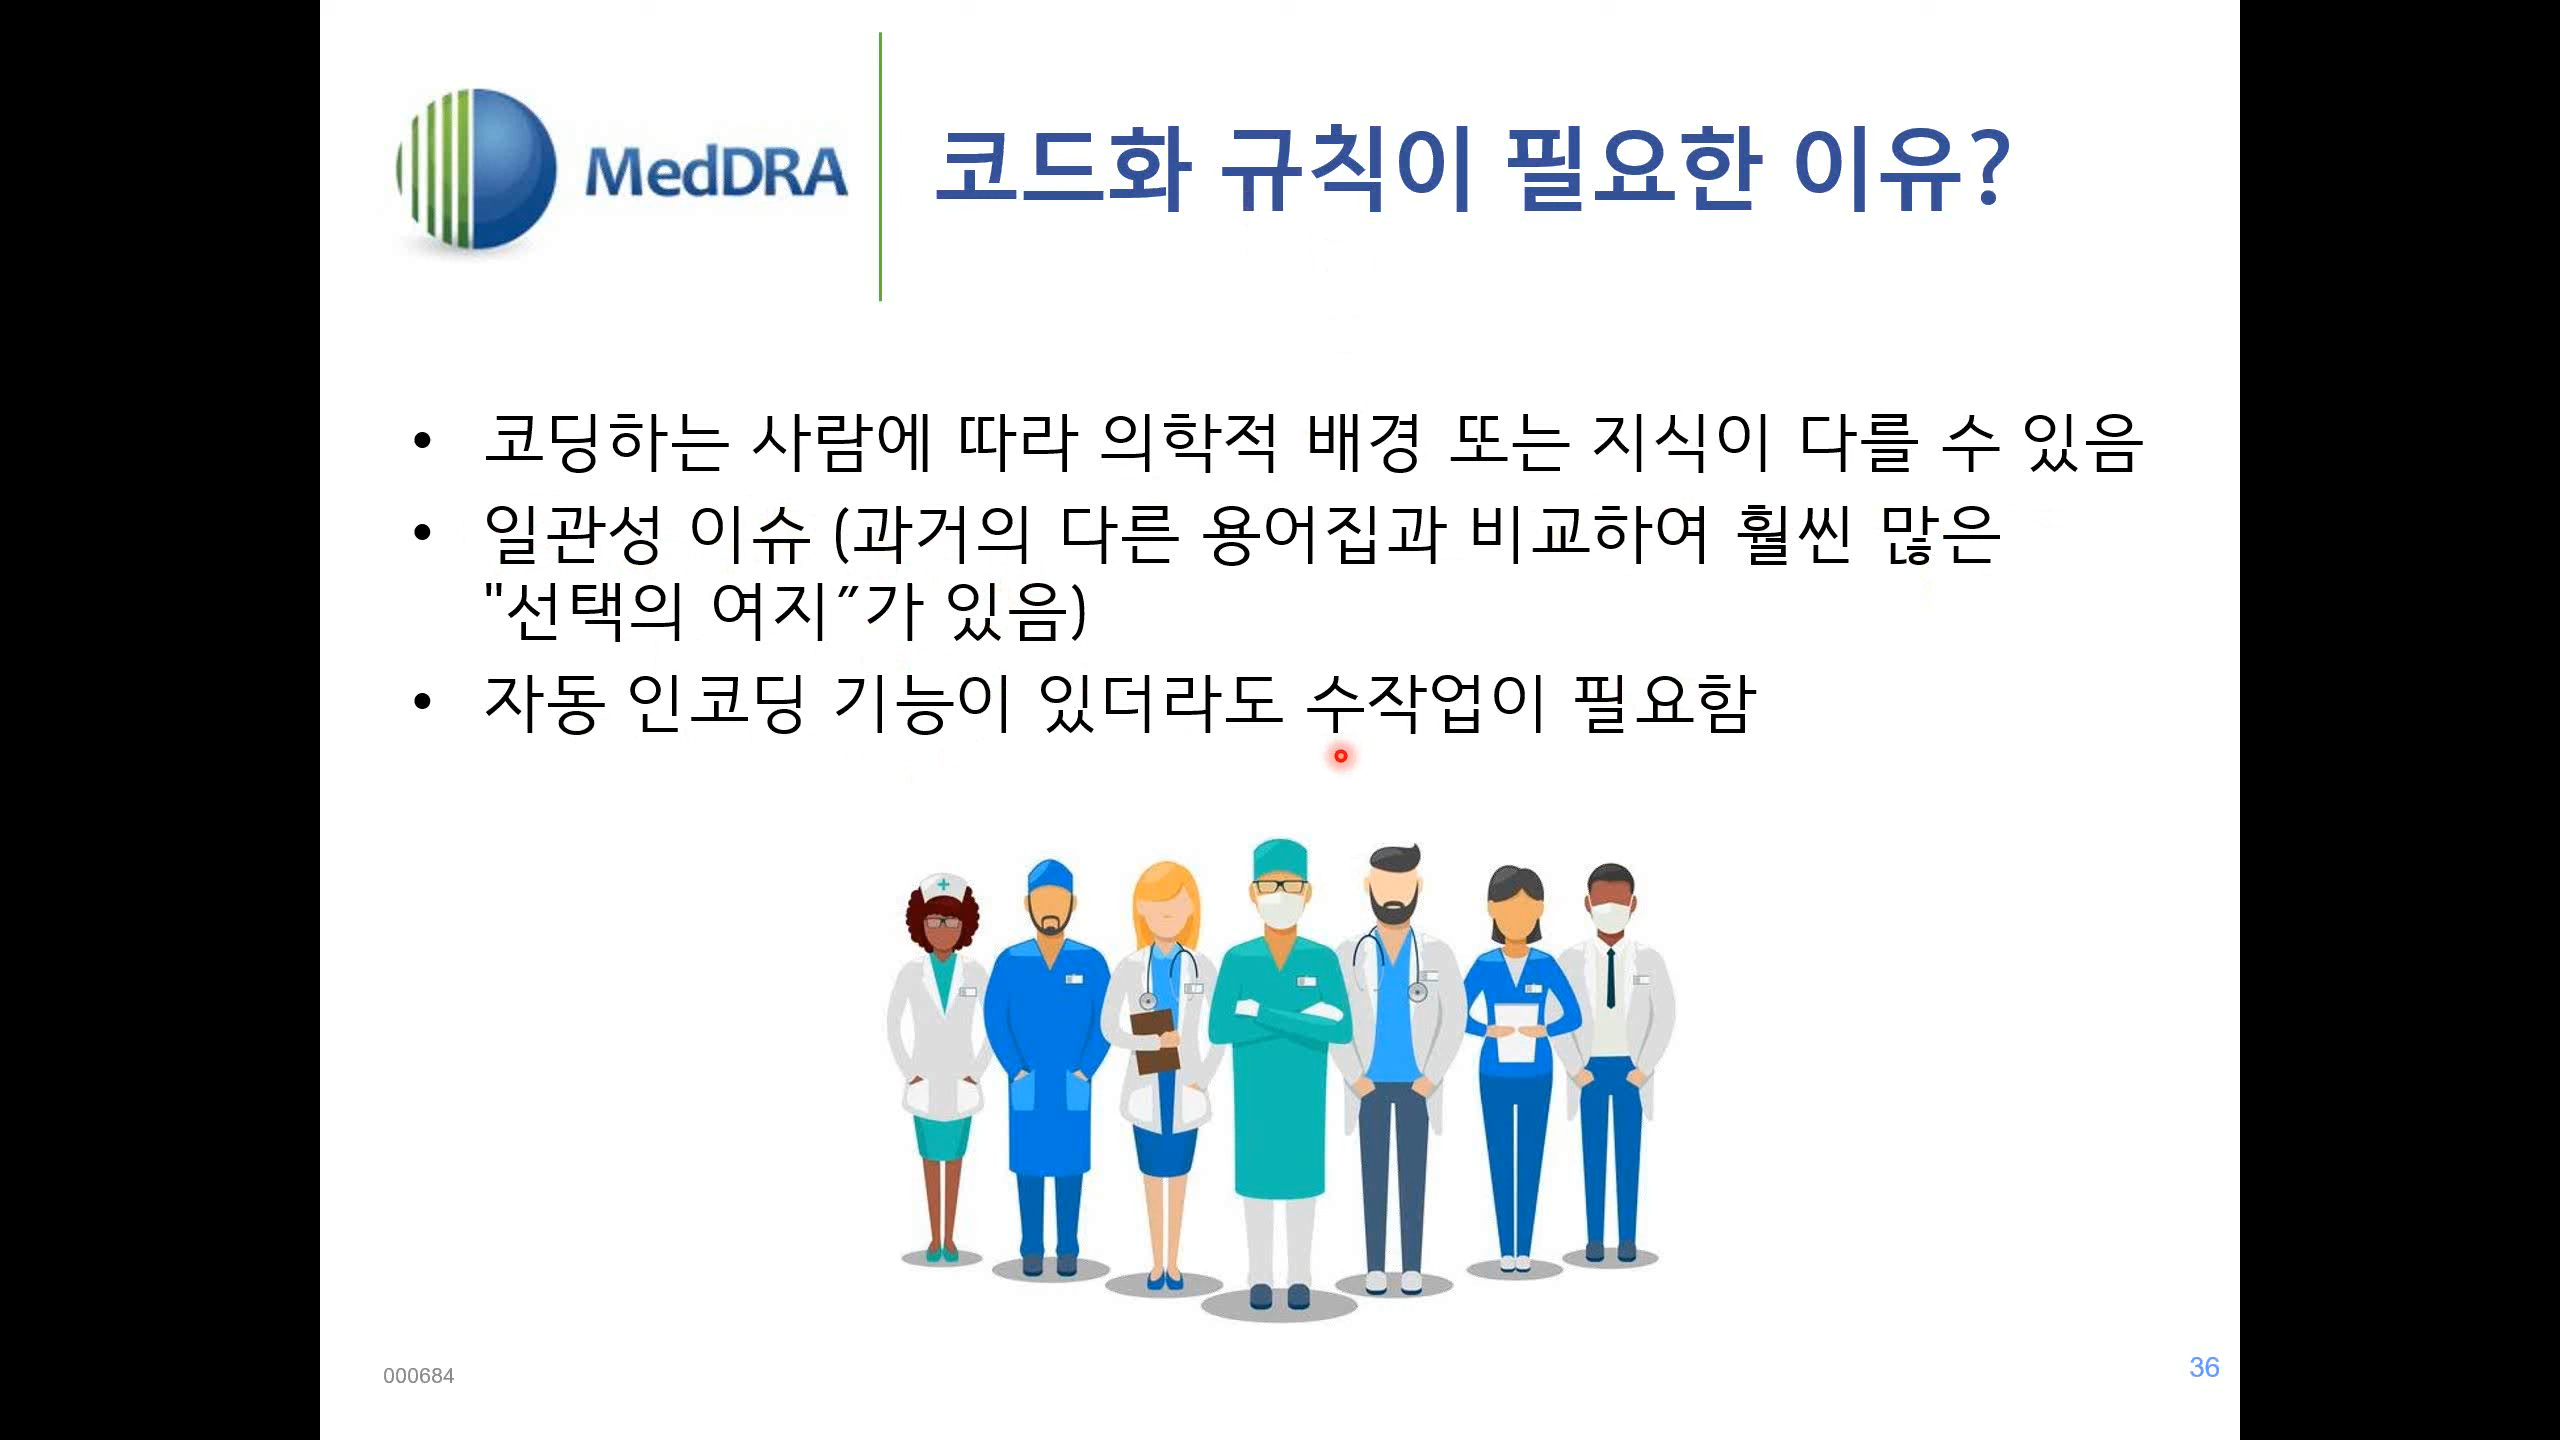 MedDRA
코드화 규칙이 필요한 이유?
• 코딩하는 사람에 따라 의학적 배경 또는 지식이 다를 수 있음
• 일관성 이슈 (과거의 다른 용어집과 비교하여 훨씬 많은
"선택의 여지″가 있음)
• 자동 인코딩 기능이 있더라도 수작업이 필요함
000684
36